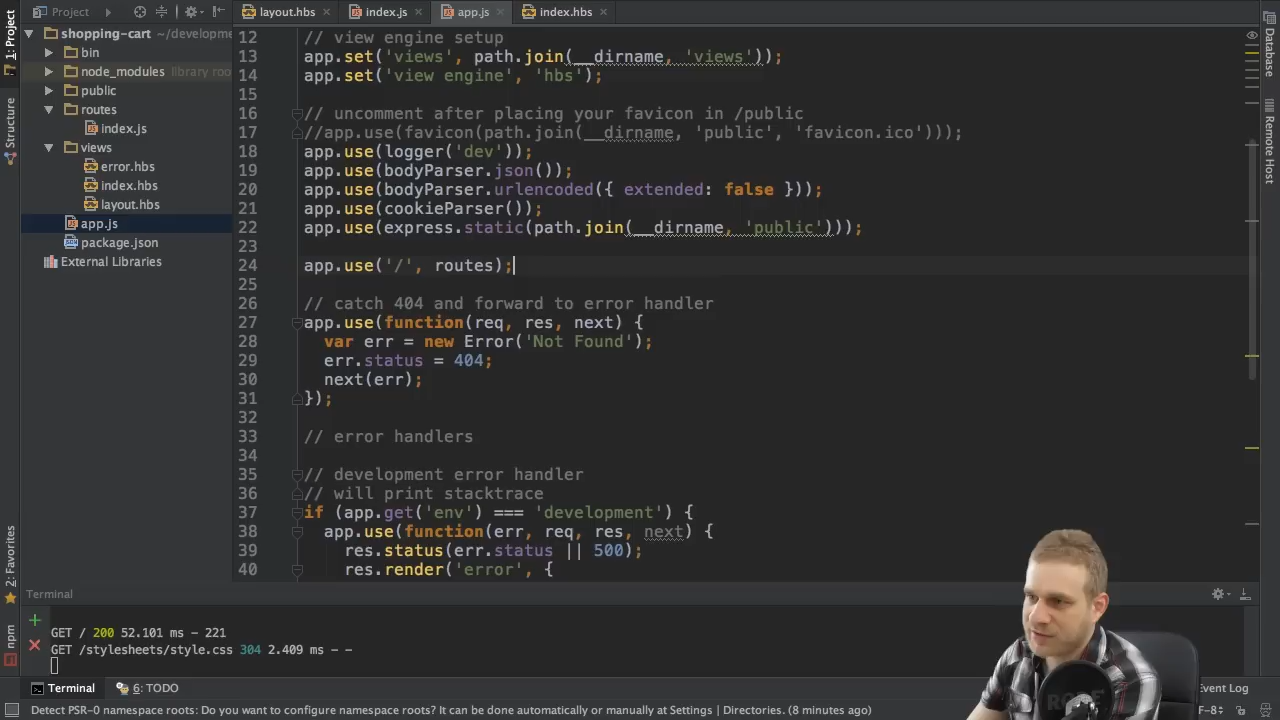 Project
layout.hbs
index.js
app.js
index.hbs
1: Project
Structure
2: Favorites
npm
shopping-cart ~/developme
bin
node_modules library roo
public
routes
index.js
views
error.hbs
index.hbs
layout.hbs
app.js
package.json
External Libraries
12 // view engine setup
13 app.set('views', path.join(__dirname, 'views'));
14 app.set('view engine', 'hbs');
15
16 // uncomment after placing your favicon in /public
17 //app.use(favicon(path.join(__dirname, 'public', 'favicon.ico')));
18 app.use(logger('dev'));
19 app.use(bodyParser.json());
20 app.use(bodyParser.urlencoded({ extended: false }));
21 app.use(cookieParser());
22 app.use(express.static(path.join(__dirname, 'public')));
23
24 app.use('/', routes);
25
26 // catch 404 and forward to error handler
27 app.use(function(req, res, next) {
28 var err = new Error('Not Found');
29 err.status = 404;
30 next(err);
31 });
32
33 // error handlers
34
35 // development error handler
36 // will print stacktrace
37 if (app.get('env') === 'development') {
38 app.use(function(err, req, res, next) {
39 res.status(err.status || 500);
40 res.render('error', {
Database
Remote Host
Terminal
GET / 200 52.101 ms - 221
GET /stylesheets/style.css 304 2.409 ms - -
Terminal
6: TODO
Event Log
Detect PSR-0 namespace roots: Do you want to configure namespace roots? It can be done automatically or manually at Settings | Directories. (8 minutes ago)
F-8